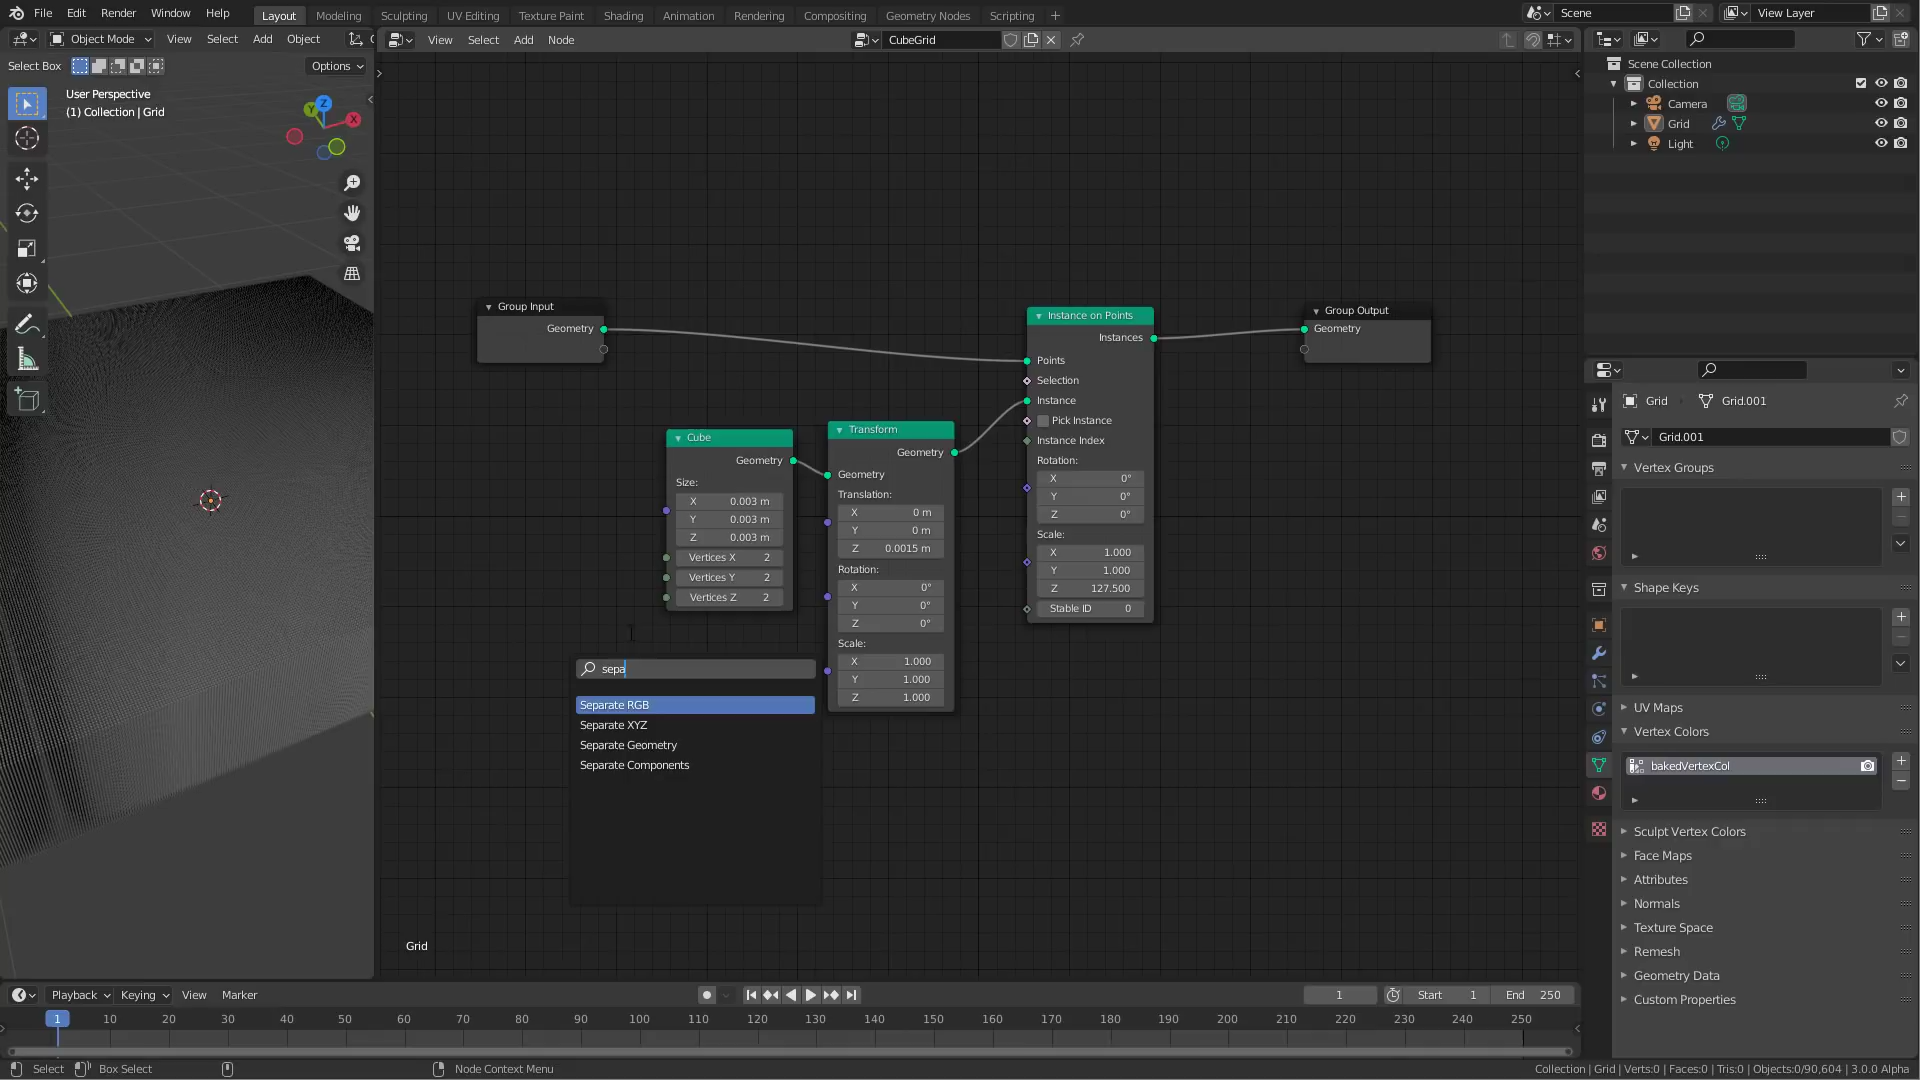 File Edit Render Window Help
Layout Modeling Sculpting UV Editing Texture Paint Shading Animation Rendering Compositing Geometry Nodes Scripting +
Scene
View Layer
Object Mode View Select Add Object
View Select Add Node
CubeGrid
Select Box
Options
User Perspective
(1) Collection | Grid
Z
Y
X
Scene Collection
Collection
Camera
Grid
Light
Group Input
Geometry
Cube
Geometry
Size:
X 0.003 m
Y 0.003 m
Z 0.003 m
Vertices X 2
Vertices Y 2
Vertices Z 2
Transform
Geometry
Geometry
Translation:
X 0 m
Y 0 m
Z 0.0015 m
Rotation:
X 0°
Y 0°
Z 0°
Scale:
X 1.000
Y 1.000
Z 1.000
Instance on Points
Instances
Points
Selection
Instance
Pick Instance
Instance Index
Rotation:
X 0°
Y 0°
Z 0°
Scale:
X 1.000
Y 1.000
Z 127.500
Stable ID 0
Group Output
Geometry
sepa
Separate RGB
Separate XYZ
Separate Geometry
Separate Components
Grid
Grid Grid.001
Grid.001
Vertex Groups
Shape Keys
UV Maps
Vertex Colors
bakedVertexCol
Sculpt Vertex Colors
Face Maps
Attributes
Normals
Texture Space
Remesh
Geometry Data
Custom Properties
Playback Keying View Marker
1 Start 1 End 250
1 10 20 30 40 50 60 70 80 90 100 110 120 130 140 150 160 170 180 190 200 210 220 230 240 250
Select Box Select Node Context Menu
Collection | Grid | Verts:0 | Faces:0 | Tris:0 | Objects:0/90,604 | 3.0.0 Alpha